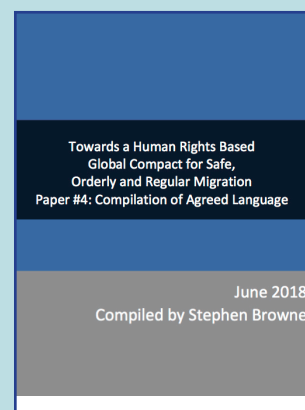 Towards a Human Rights Based
Global Compact for Safe,
Orderly and Regular Migration
Paper #4: Compilation of Agreed Language
June 2018
Compiled by Stephen Browne